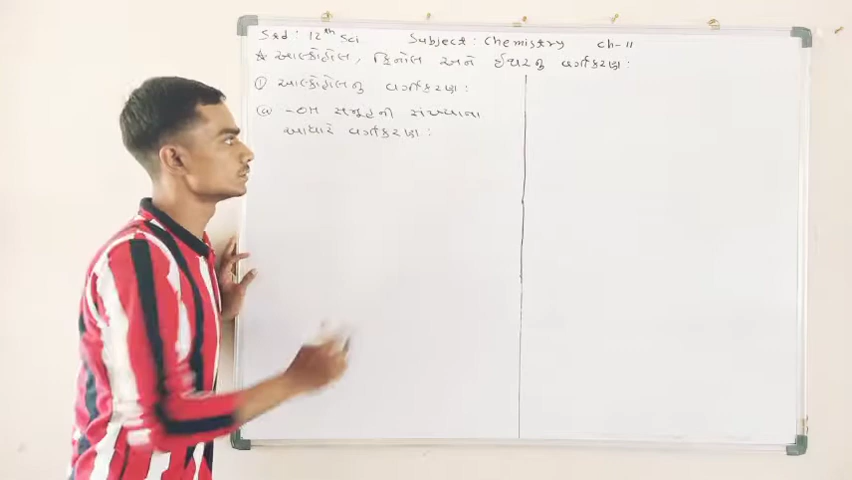 Std : 12th Sci Subject : Chemistry ch-11
* આલ્કોહોલ, ફિનોલ અને ઈથરનુ વર્ગીકરણ :
① આલ્કોહોલનુ વર્ગીકરણ :
ⓐ -OH સમૂહની સંખ્યાના
આધારે વર્ગીકરણ :